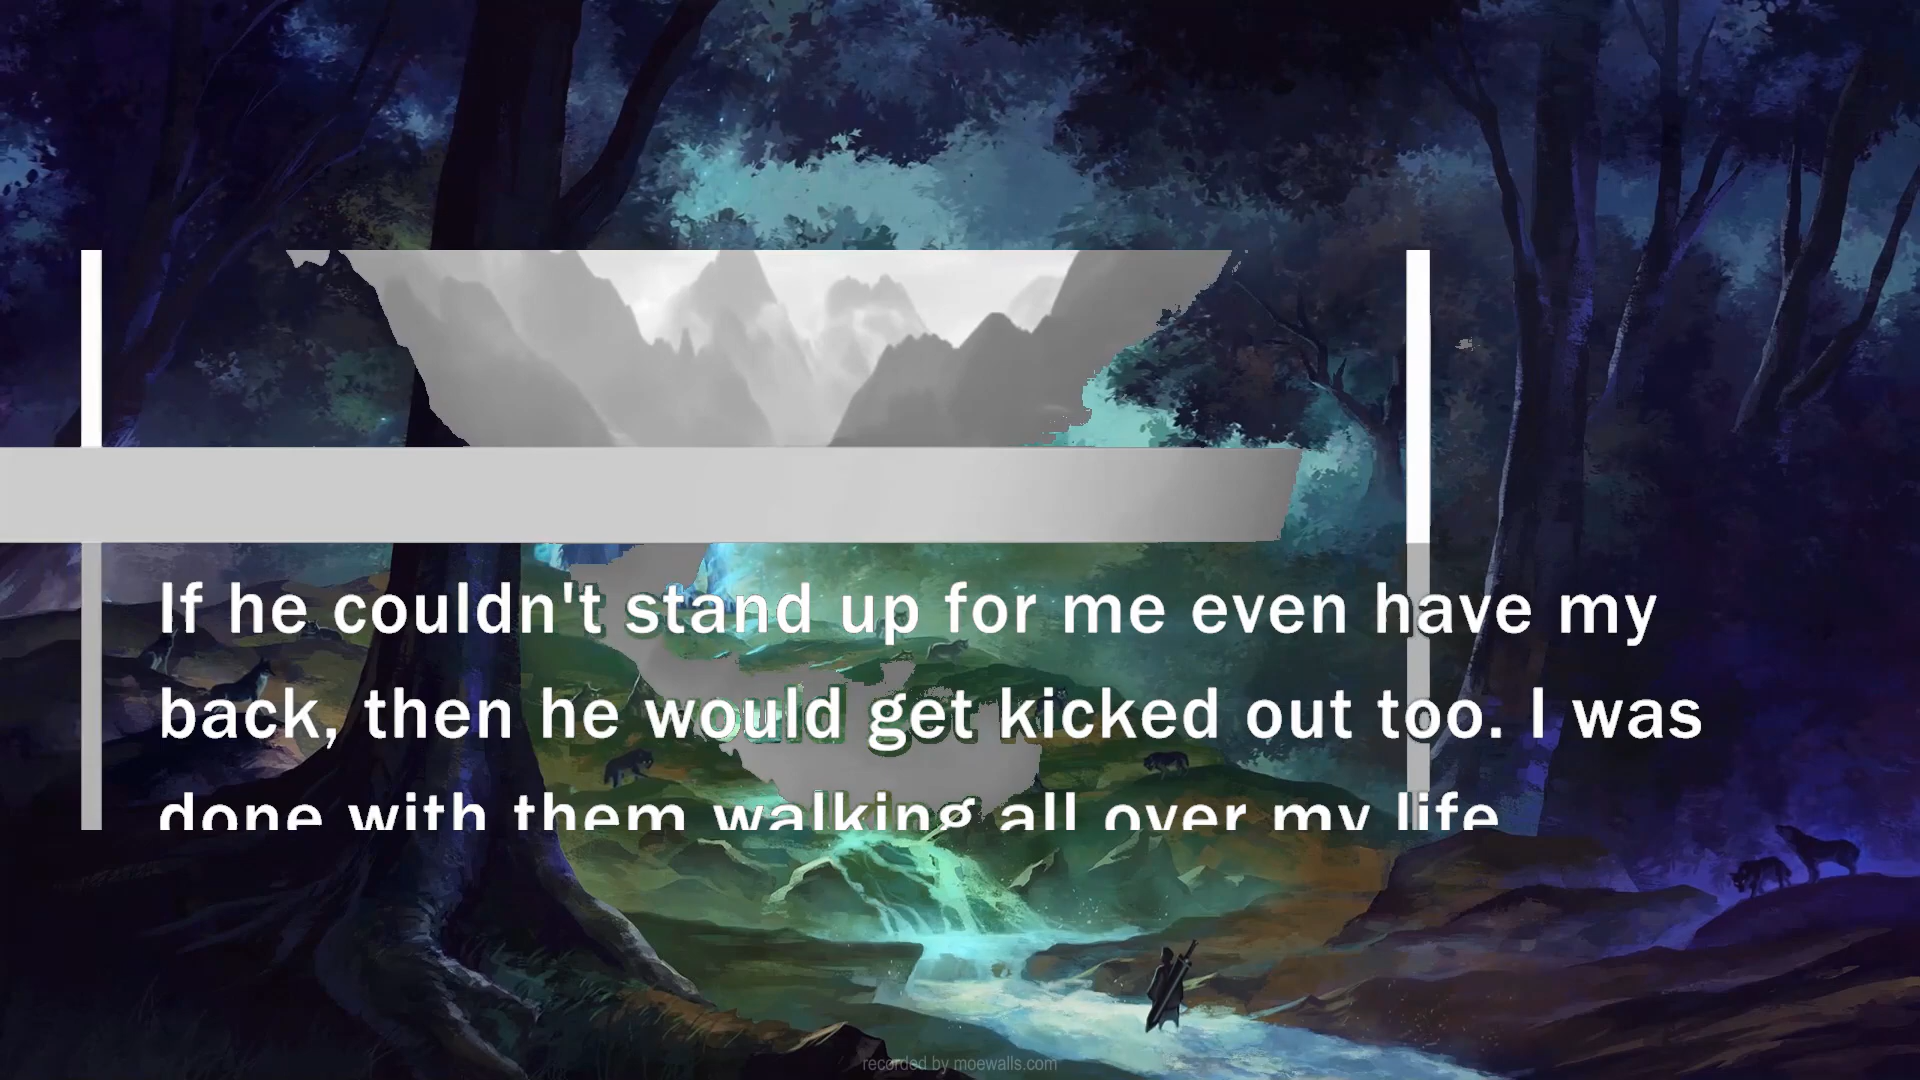 If he couldn't stand up for me even have my
back, then he would get kicked out too. I was
done with them walking all over my life
recorded by moewalls.com